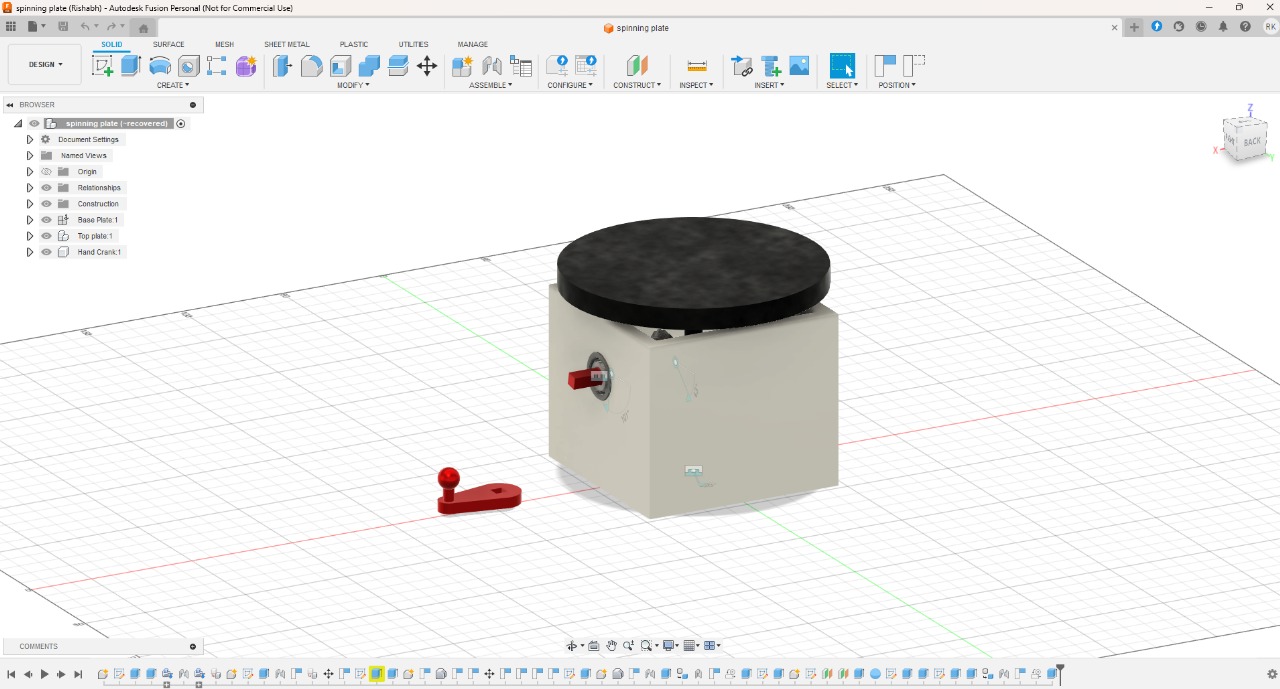 spinning plate (Rishabh) - Autodesk Fusion Personal (Not for Commercial Use)
spinning plate
RK
DESIGN
SOLID SURFACE MESH SHEET METAL PLASTIC UTILITIES MANAGE
CREATE MODIFY ASSEMBLE CONFIGURE CONSTRUCT INSPECT INSERT SELECT POSITION
BROWSER
spinning plate (~recovered)
Document Settings
Named Views
Origin
Relationships
Construction
Base Plate:1
Top plate:1
Hand Crank:1
Z
X
Y
BACK
COMMENTS